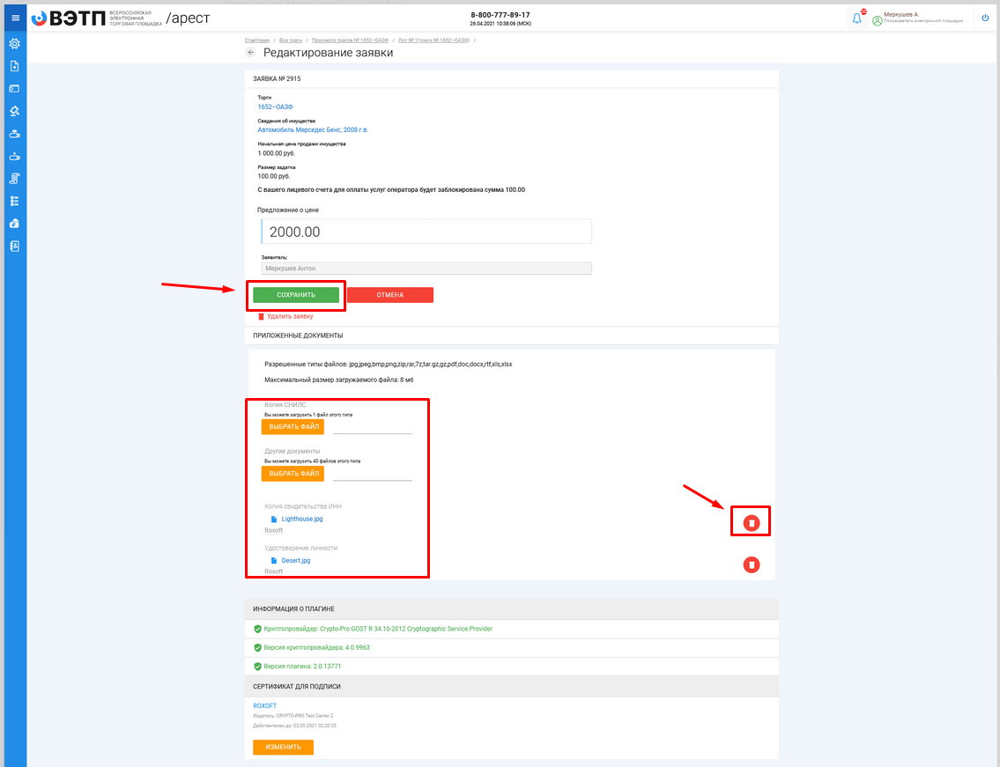 ВЭТП
ВСЕРОССИЙСКАЯ
ЭЛЕКТРОННАЯ
ТОРГОВАЯ ПЛОЩАДКА
/арест
8-800-777-89-17
26.04.2021 10:38:06 (МСК)
Меркушев А.
Пользователь электронной площадки
Стартовая / Все торги / Просмотр торгов № 1652–ОАЗФ / Лот № 1(торги № 1652–ОАЗФ) /
Редактирование заявки
ЗАЯВКА № 2915
Торги
1652–ОАЗФ
Сведения об имуществе
Автомобиль Мерседес Бенс, 2008 г.в.
Начальная цена продажи имущества
1 000.00 руб.
Размер задатка
100.00 руб.
С вашего лицевого счета для оплаты услуг оператора будет заблокирована сумма 100.00
Предложение о цене
2000.00
Заявитель:
Меркушев Антон
СОХРАНИТЬ
ОТМЕНА
Удалить заявку
ПРИЛОЖЕННЫЕ ДОКУМЕНТЫ
Разрешенные типы файлов: jpg,jpeg,bmp,png,zip,rar,7z,tar.gz,gz,pdf,doc,docx,rtf,xls,xlsx
Максимальный размер загружаемого файла: 8 мб
Копия СНИЛС
Вы можете загрузить 1 файл этого типа
ВЫБРАТЬ ФАЙЛ
Другие документы
Вы можете загрузить 40 файлов этого типа
ВЫБРАТЬ ФАЙЛ
Копия свидетельства ИНН
Lighthouse.jpg
Roxoft
Удостоверение личности
Desert.jpg
Roxoft
ИНФОРМАЦИЯ О ПЛАГИНЕ
Криптопровайдер: Crypto-Pro GOST R 34.10-2012 Cryptographic Service Provider
Версия криптопровайдера: 4.0.9963
Версия плагина: 2.0.13771
СЕРТИФИКАТ ДЛЯ ПОДПИСИ
ROXOFT
Издатель: CRYPTO-PRO Test Center 2
Действителен до: 03.05.2021 02:20:35
ИЗМЕНИТЬ